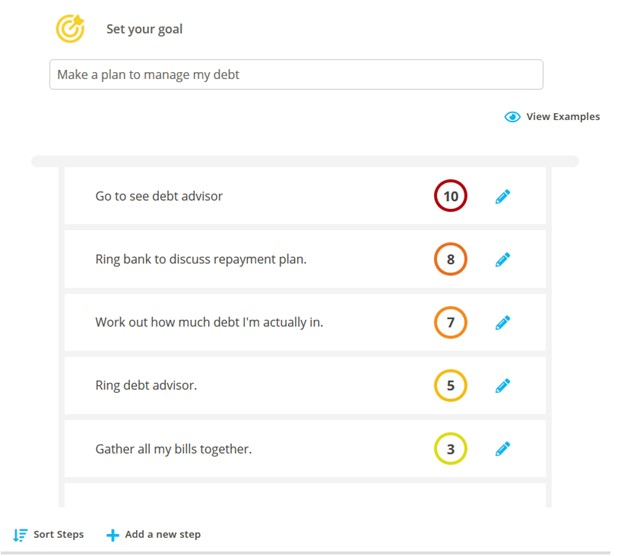 Set your goal
Make a plan to manage my debt
View Examples
Go to see debt advisor
10
Ring bank to discuss repayment plan.
8
Work out how much debt I'm actually in.
7
Ring debt advisor.
5
Gather all my bills together.
3
Sort Steps
Add a new step